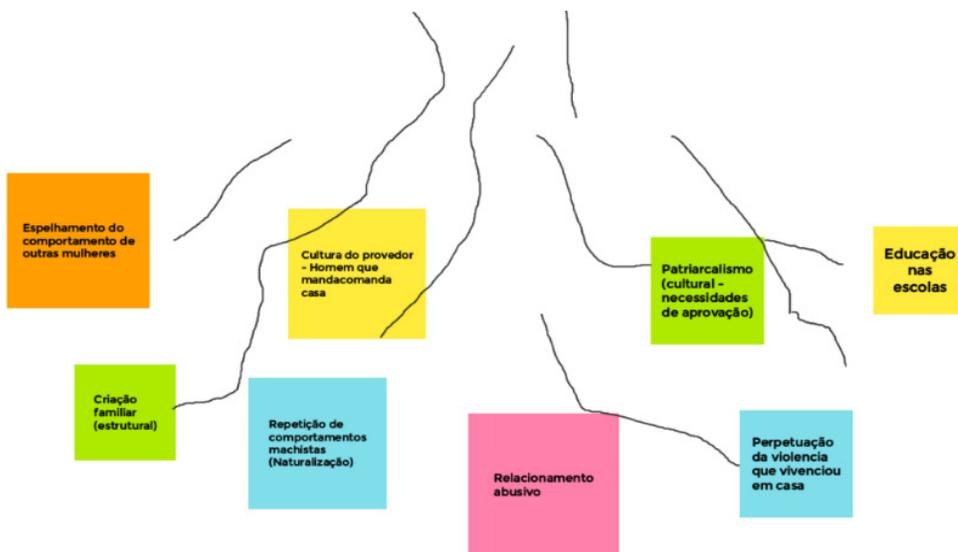 Espelhamento do
comportamento de
outras mulheres
Cultura do provedor
- Homem que
mandacomanda
casa
Patriarcalismo
(cultural -
necessidades
de aprovação)
Educação
nas
escolas
Criação
familiar
(estrutural)
Repetição de
comportamentos
machistas
(Naturalização)
Relacionamento
abusivo
Perpetuação
da violencia
que vivenciou
em casa